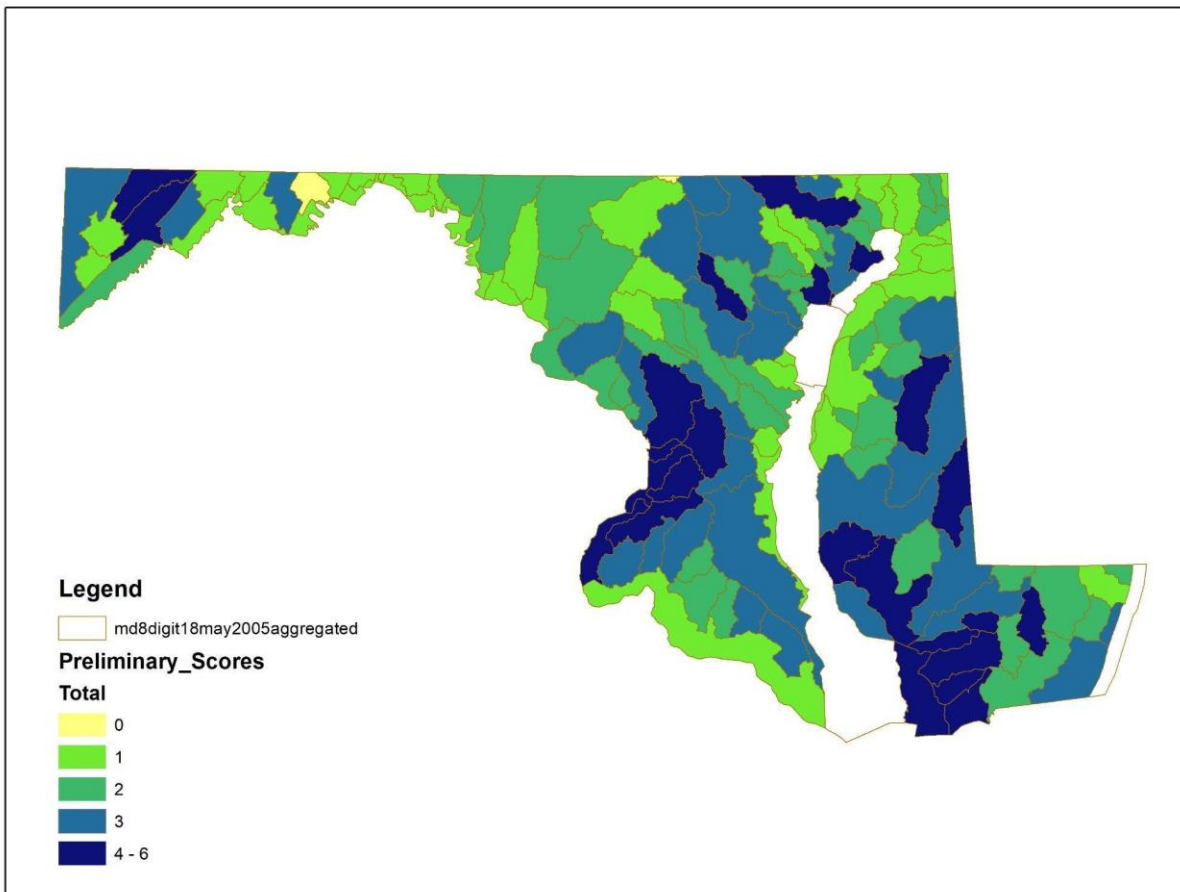 Legend
md8digit18may2005aggregated
Preliminary_Scores
Total
0
1
2
3
4 - 6